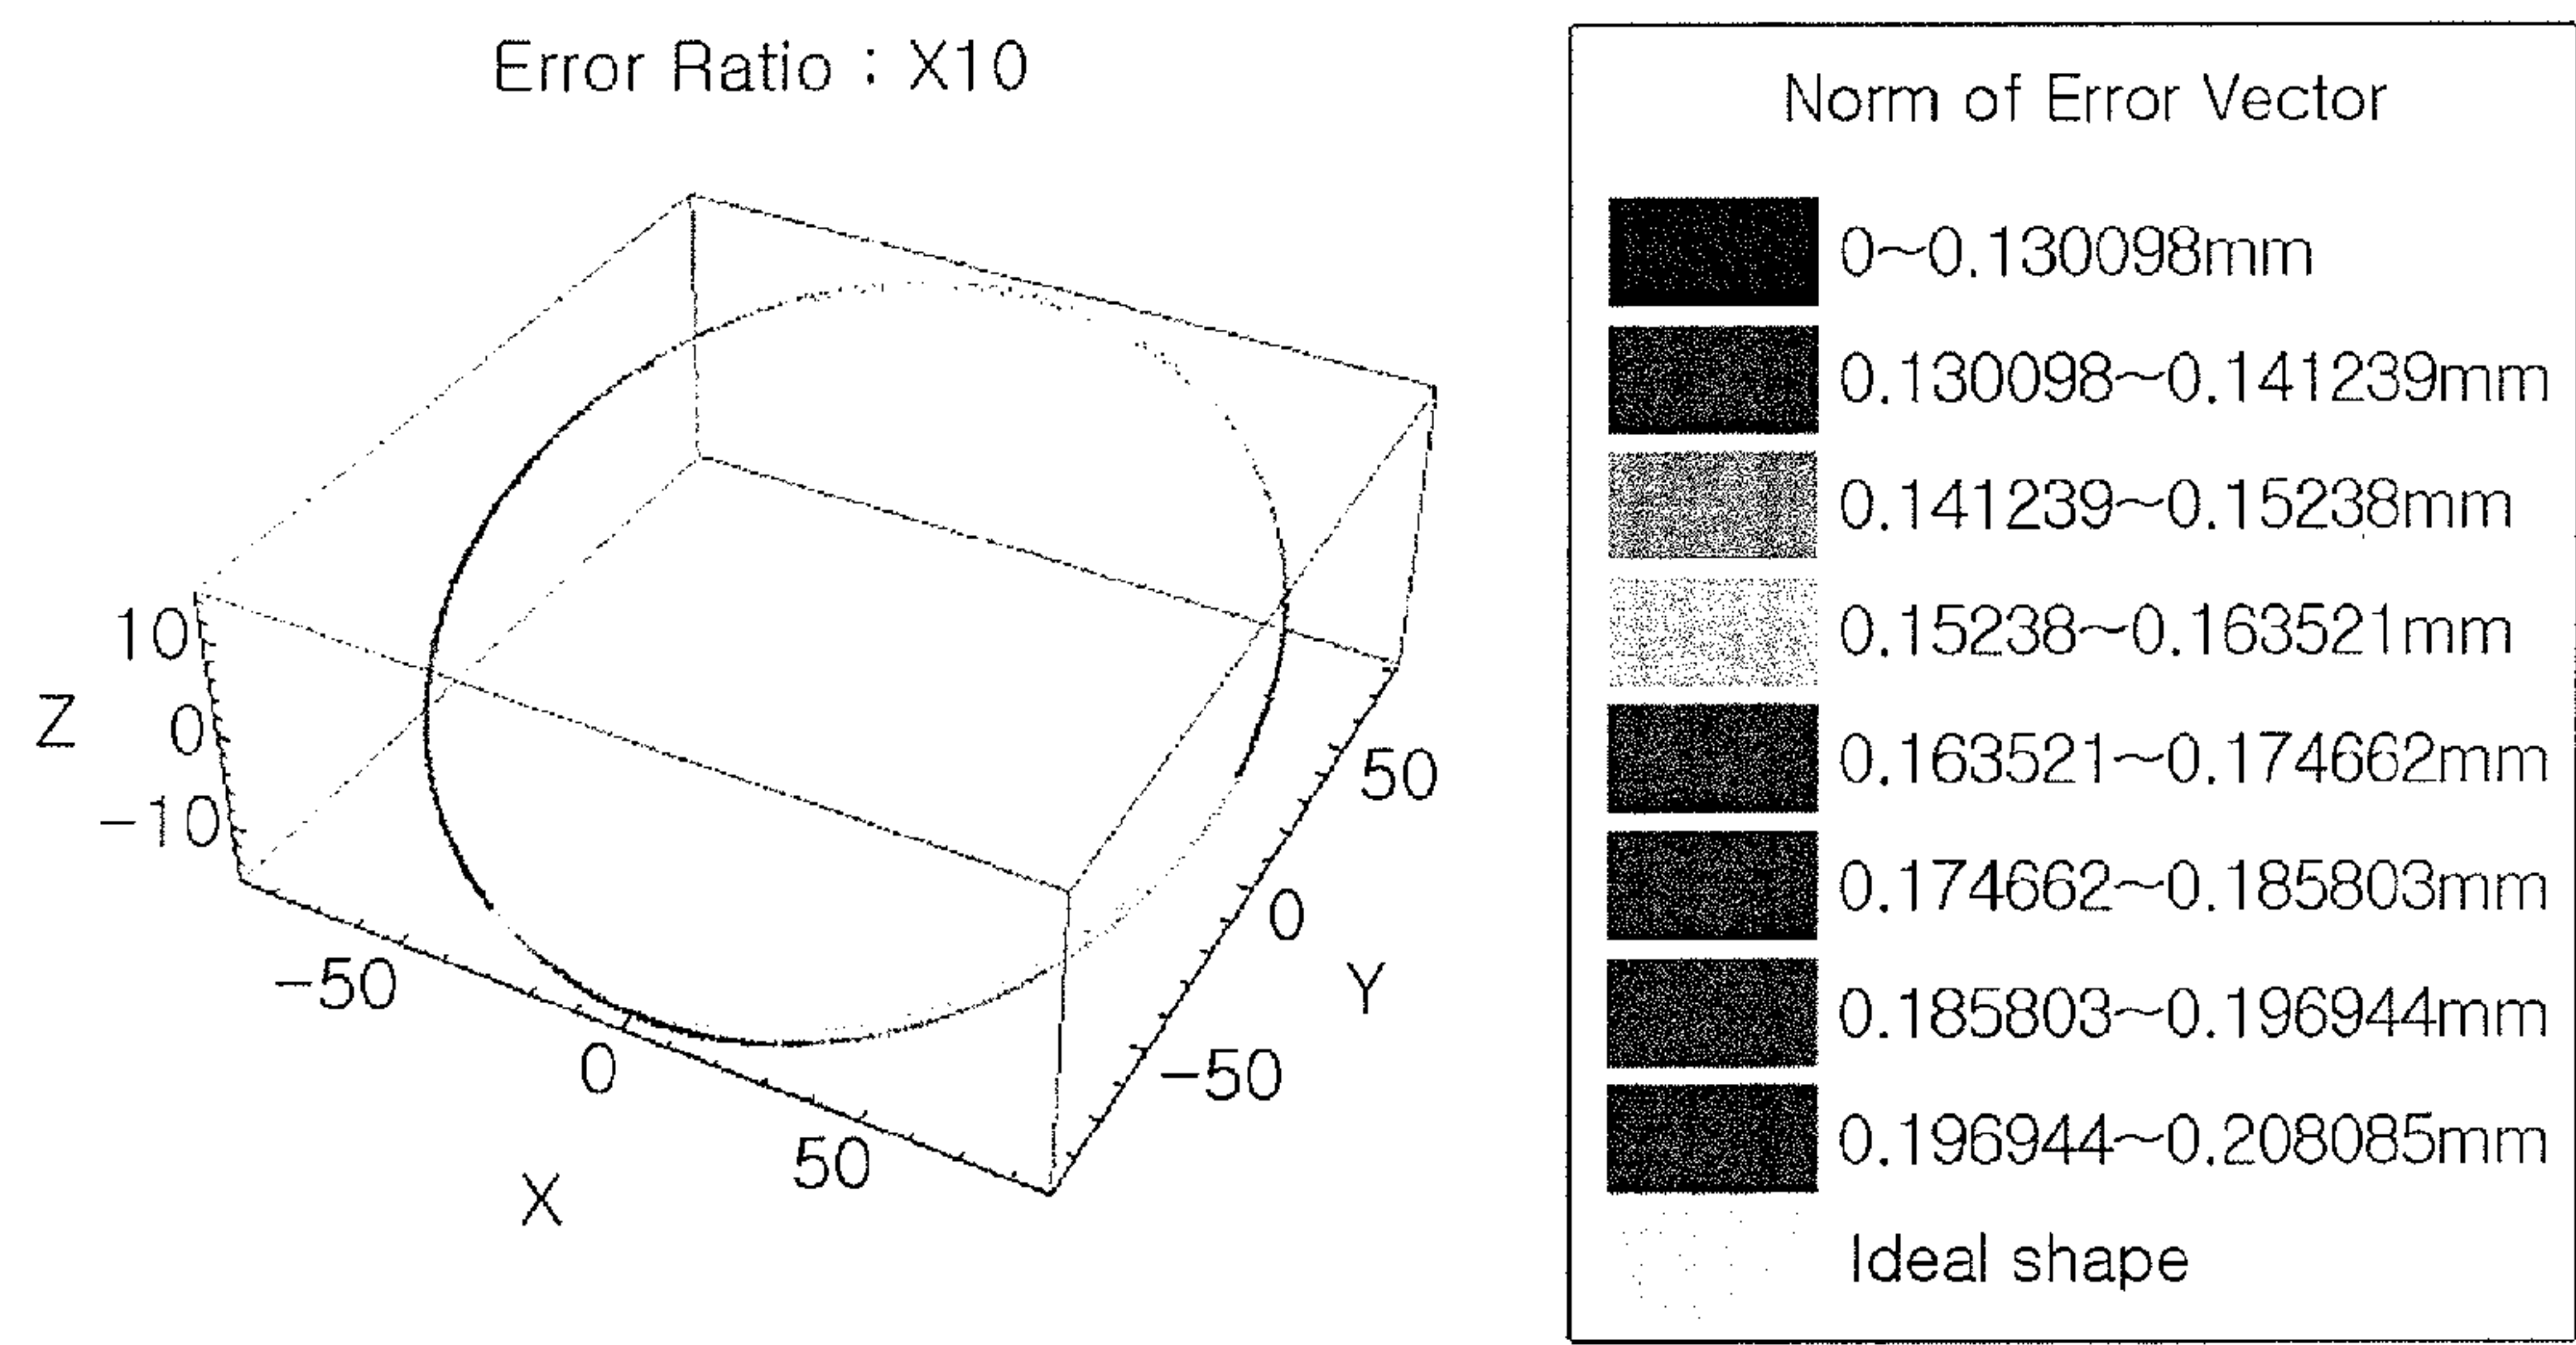 Error Ratio : X10
10
Z
0
-10
-50
0
50
X
50
0
Y
-50
Norm of Error Vector
0~0.130098mm
0.130098~0.141239mm
0.141239~0.15238mm
0.15238~0.163521mm
0.163521~0.174662mm
0.174662~0.185803mm
0.185803~0.196944mm
0.196944~0.208085mm
Ideal shape